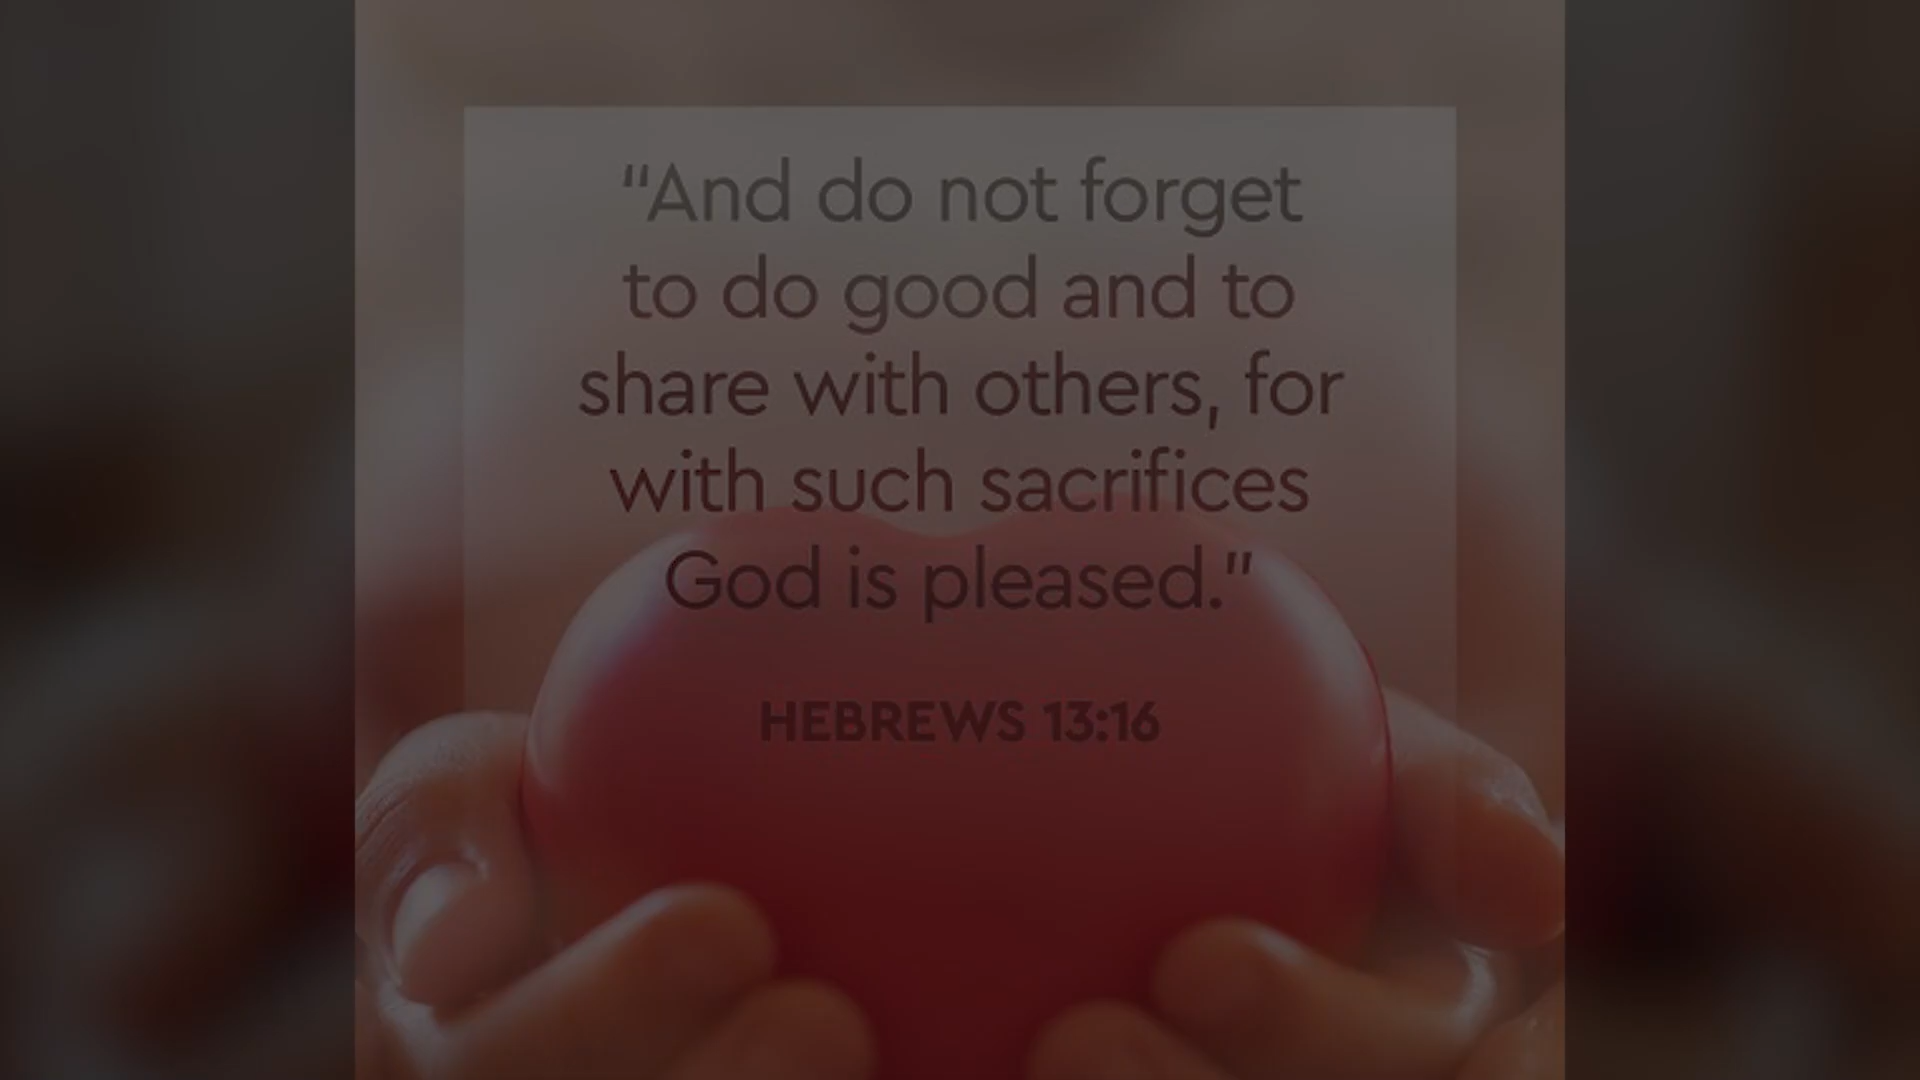 "And do not forget
to do good and to
share with others, for
with such sacrifices
God is pleased."
HEBREWS 13:16